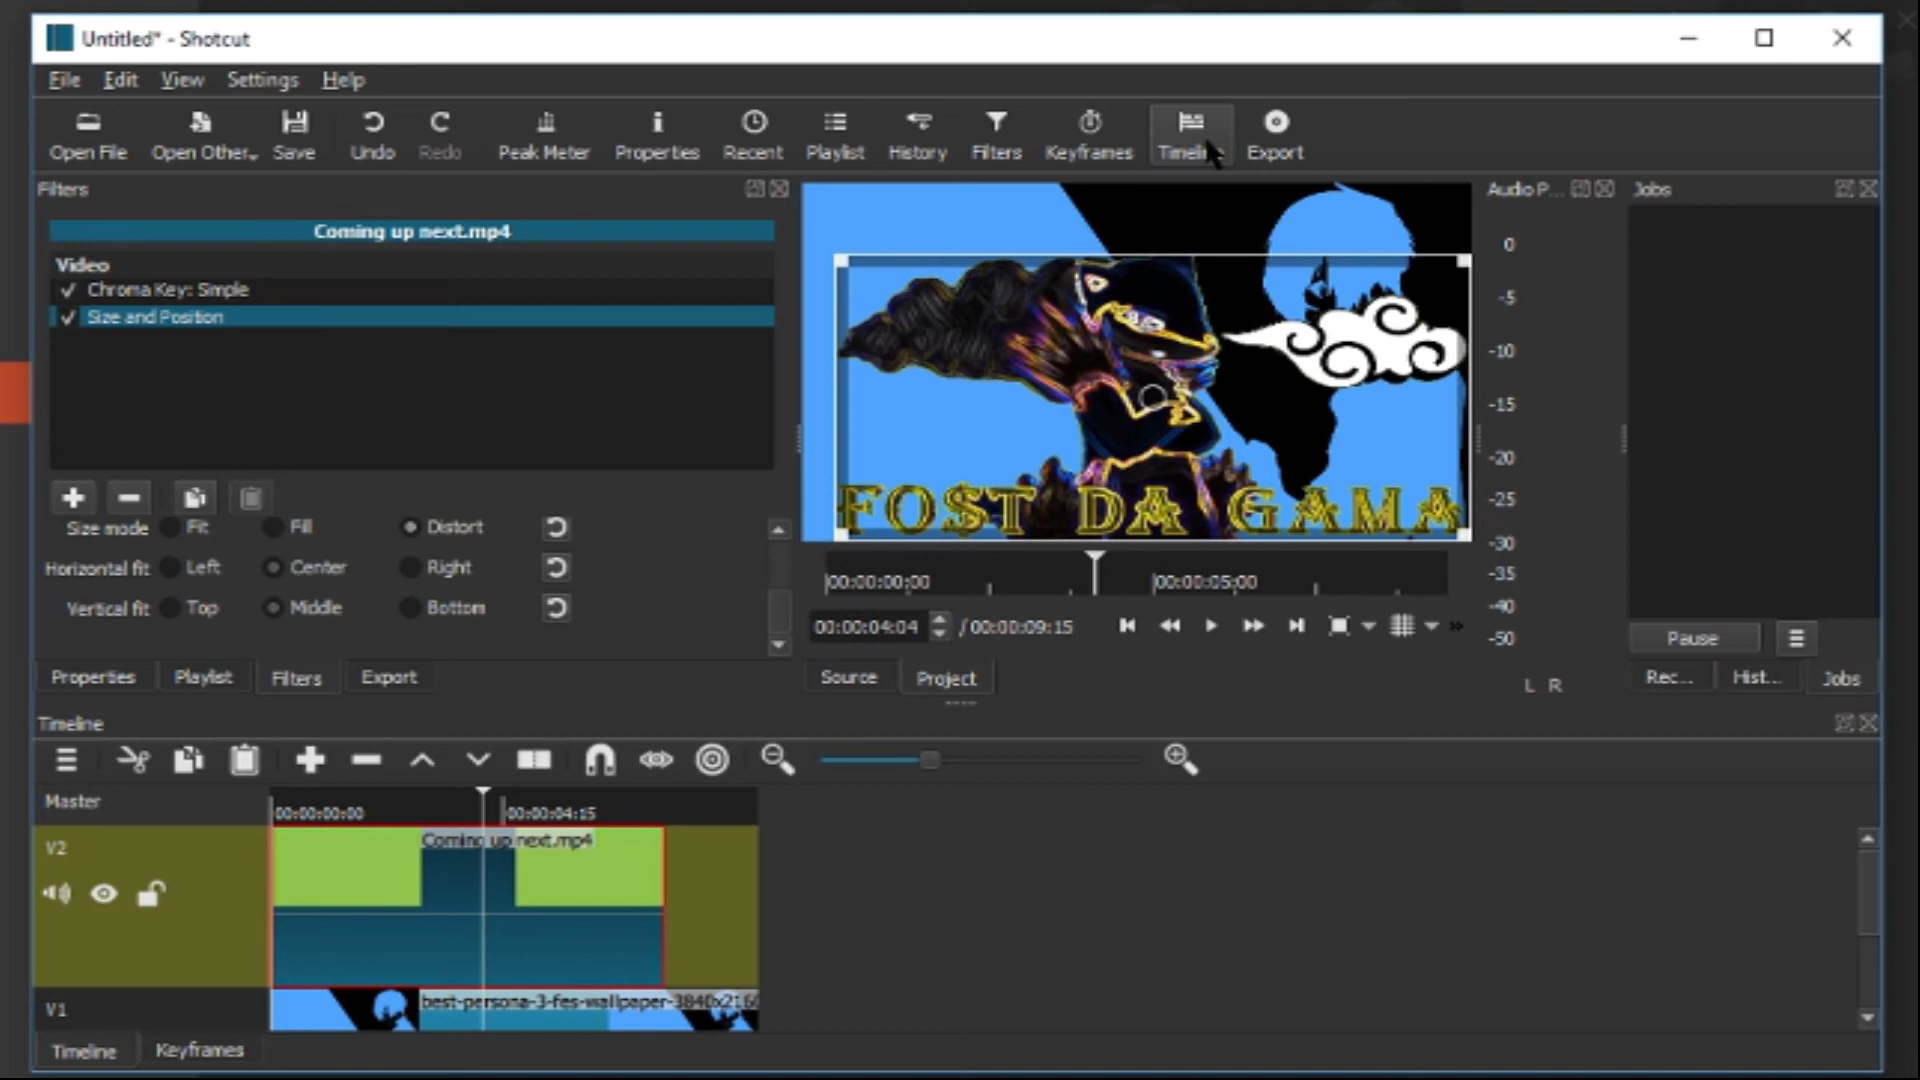 Untitled* - Shotcut
File Edit View Settings Help
Open File Open Other... Save Undo Redo Peak Meter Properties Recent Playlist History Filters Keyframes Timeline Export
Filters
Coming up next.mp4
Video
Chroma Key: Simple
Size and Position
Size mode Fit Fill Distort
Horizontal fit Left Center Right
Vertical fit Top Middle Bottom
Properties Playlist Filters Export
FO$T DA GAMA
00:00:00;00 00:00:05;00
00:00:04;04 / 00:00:09;15
Source Project
Audio P...
0
-5
-10
-15
-20
-25
-30
-35
-40
-50
L R
Jobs
Pause
Rec... Hist... Jobs
Timeline
Master
00:00:00;00 00:00:04;15
V2
Coming up next.mp4
V1
best-persona-3-fes-wallpaper-3840x2160
Timeline Keyframes